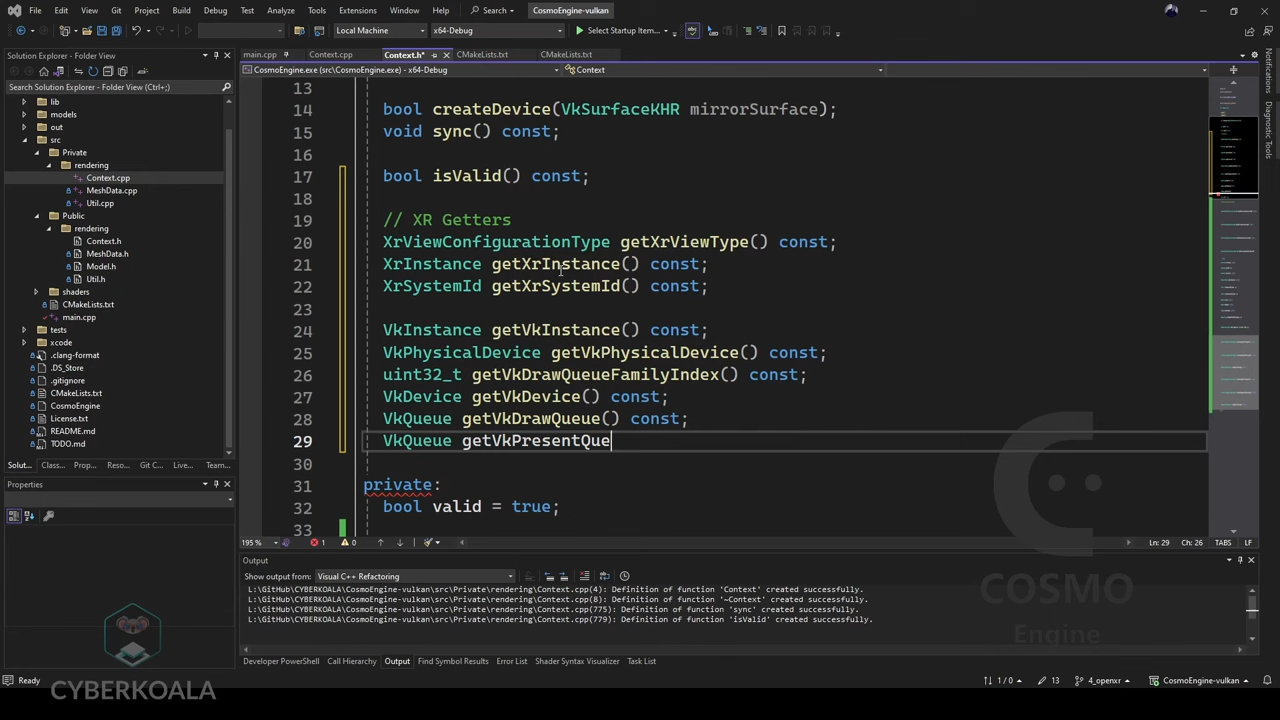 File Edit View Git Project Build Debug Test Analyze Tools Extensions Window Help Search CosmoEngine-vulkan
Local Machine x64-Debug Select Startup Item...
Solution Explorer - Folder View
main.cpp Context.cpp Context.h* CMakeLists.txt CMakeLists.txt
CosmoEngine.exe (src\CosmoEngine.exe) - x64-Debug Context
Search Solution Explorer - Folder View (Ctrl+;)
lib
models
out
src
Private
rendering
Context.cpp
MeshData.cpp
Util.cpp
Public
rendering
Context.h
MeshData.h
Model.h
Util.h
shaders
CMakeLists.txt
main.cpp
tests
xcode
.clang-format
.DS_Store
.gitignore
CMakeLists.txt
CosmoEngine
License.txt
README.md
TODO.md
Solut... Class View Git Changes Prop... Team...
Properties
13
14 bool createDevice(VkSurfaceKHR mirrorSurface);
15 void sync() const;
16
17 bool isValid() const;
18
19 // XR Getters
20 XrViewConfigurationType getXrViewType() const;
21 XrInstance getXrInstance() const;
22 XrSystemId getXrSystemId() const;
23
24 VkInstance getVkInstance() const;
25 VkPhysicalDevice getVkPhysicalDevice() const;
26 uint32_t getVkDrawQueueFamilyIndex() const;
27 VkDevice getVkDevice() const;
28 VkQueue getVkDrawQueue() const;
29 VkQueue getVkPresentQue
30
31 private:
32 bool valid = true;
33
195 % 1 0 Ln: 29 Ch: 26 TABS LF
Output
Show output from: Visual C++ Refactoring
L:\GitHub\CYBERKOALA\CosmoEngine-vulkan\src\Private\rendering\Context.cpp(4): Definition of function 'Context' created successfully.
L:\GitHub\CYBERKOALA\CosmoEngine-vulkan\src\Private\rendering\Context.cpp(8): Definition of function '~Context' created successfully.
L:\GitHub\CYBERKOALA\CosmoEngine-vulkan\src\Private\rendering\Context.cpp(775): Definition of function 'sync' created successfully.
L:\GitHub\CYBERKOALA\CosmoEngine-vulkan\src\Private\rendering\Context.cpp(779): Definition of function 'isValid' created successfully.
Developer PowerShell Call Hierarchy Output Find Symbol Results Error List Shader Syntax Visualizer Task List
Ready 1 / 0 13 4_openxr CosmoEngine-vulkan
Notifications
Diagnostic Tools
COSMO
Engine
CYBERKOALA